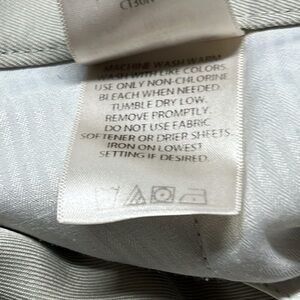 MACHINE WASH WARM
WASH WITH LIKE COLORS.
USE ONLY NON-CHLORINE
BLEACH WHEN NEEDED.
TUMBLE DRY LOW.
REMOVE PROMPTLY.
DO NOT USE FABRIC
SOFTENER OR DRIER SHEETS.
IRON ON LOWEST
SETTING IF DESIRED.